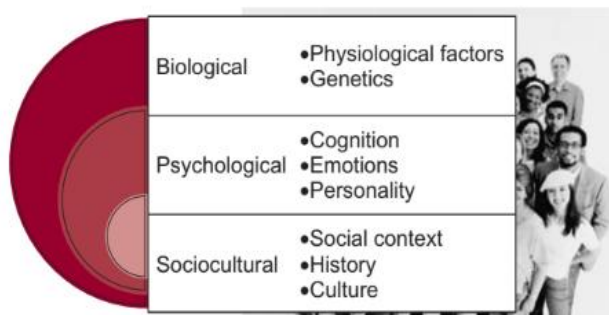 Biological
•Physiological factors
•Genetics
Psychological
•Cognition
•Emotions
•Personality
Sociocultural
•Social context
•History
•Culture